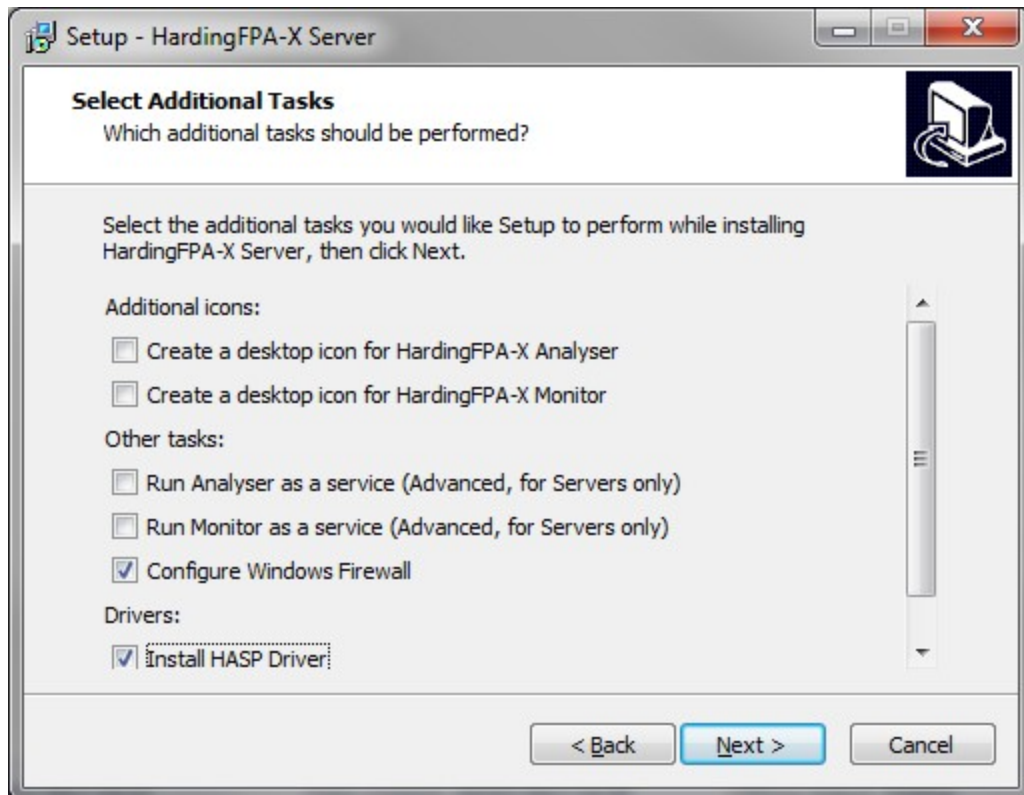 Setup - HardingFPA-X Server
Select Additional Tasks
Which additional tasks should be performed?
Select the additional tasks you would like Setup to perform while installing
HardingFPA-X Server, then click Next.
Additional icons:
Create a desktop icon for HardingFPA-X Analyser
Create a desktop icon for HardingFPA-X Monitor
Other tasks:
Run Analyser as a service (Advanced, for Servers only)
Run Monitor as a service (Advanced, for Servers only)
Configure Windows Firewall
Drivers:
Install HASP Driver
< Back Next > Cancel